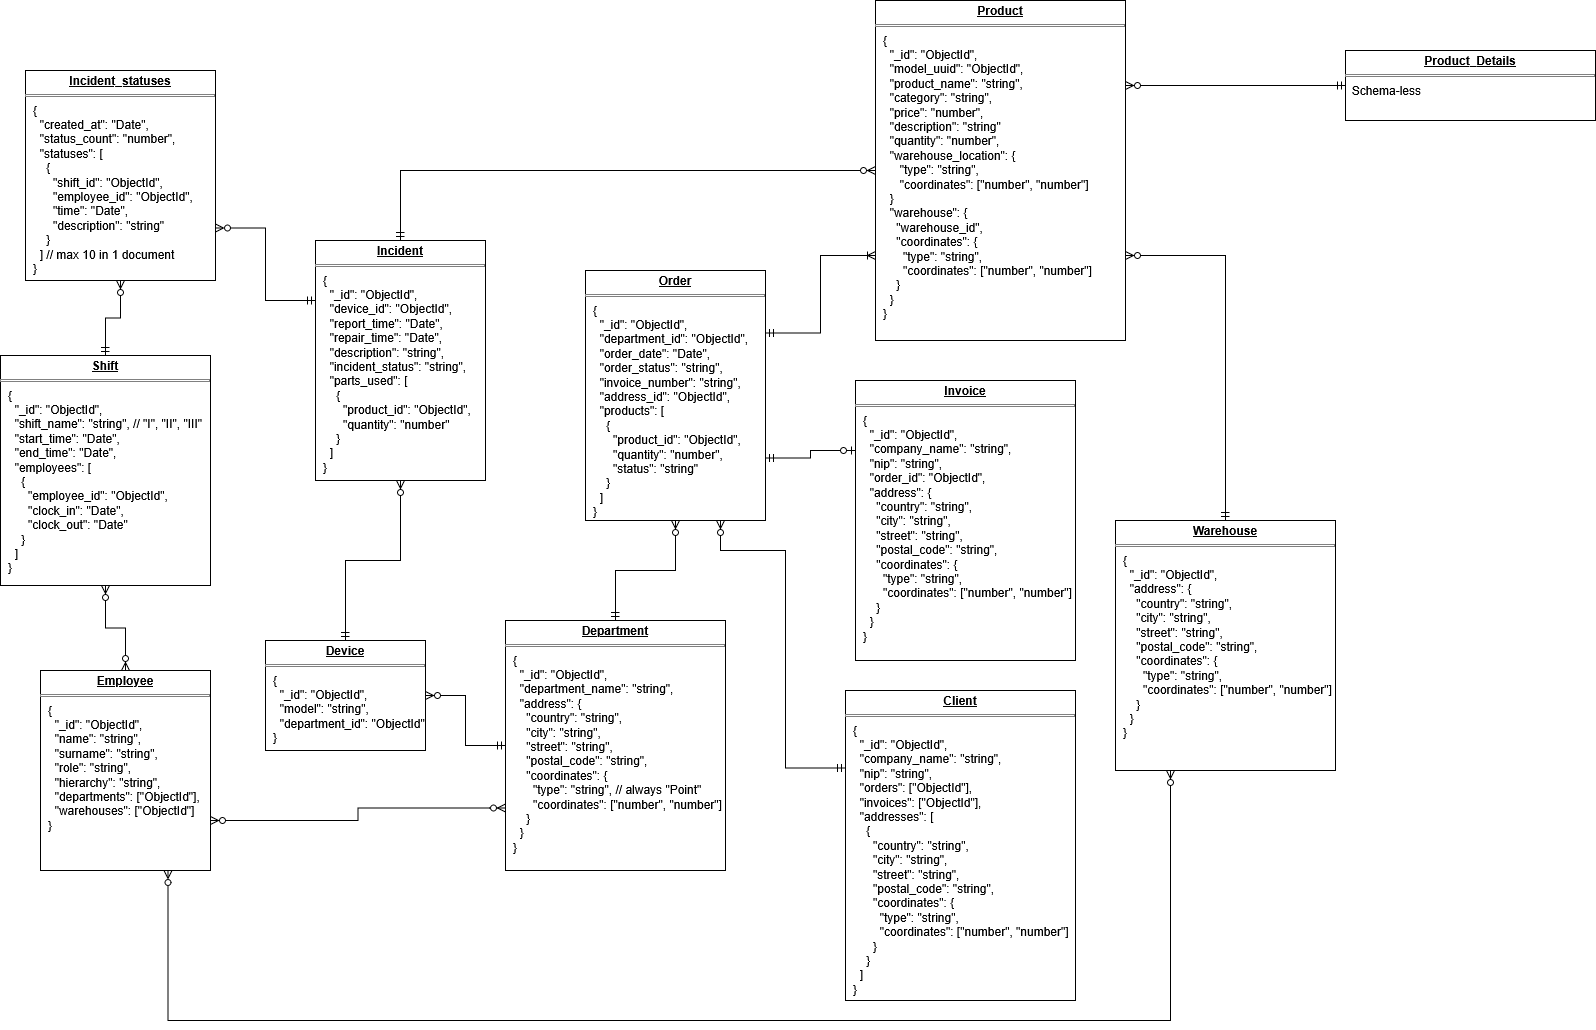 Product
{
"_id": "ObjectId",
"model_uuid": "ObjectId",
"product_name": "string",
"category": "string",
"price": "number",
"description": "string"
"quantity": "number",
"warehouse_location": {
"type": "string",
"coordinates": ["number", "number"]
}
"warehouse": {
"warehouse_id",
"coordinates": {
"type": "string",
"coordinates": ["number", "number"]
}
}
}
Product_Details
Schema-less
Incident_statuses
{
"created_at": "Date",
"status_count": "number",
"statuses": [
{
"shift_id": "ObjectId",
"employee_id": "ObjectId",
"time": "Date",
"description": "string"
}
] // max 10 in 1 document
}
Incident
{
"_id": "ObjectId",
"device_id": "ObjectId",
"report_time": "Date",
"repair_time": "Date",
"description": "string",
"incident_status": "string",
"parts_used": [
{
"product_id": "ObjectId",
"quantity": "number"
}
]
}
Order
{
"_id": "ObjectId",
"department_id": "ObjectId",
"order_date": "Date",
"order_status": "string",
"invoice_number": "string",
"address_id": "ObjectId",
"products": [
{
"product_id": "ObjectId",
"quantity": "number",
"status": "string"
}
]
}
Shift
{
"_id": "ObjectId",
"shift_name": "string", // "I", "II", "III"
"start_time": "Date",
"end_time": "Date",
"employees": [
{
"employee_id": "ObjectId",
"clock_in": "Date",
"clock_out": "Date"
}
]
}
Invoice
{
"_id": "ObjectId",
"company_name": "string",
"nip": "string",
"order_id": "ObjectId",
"address": {
"country": "string",
"city": "string",
"street": "string",
"postal_code": "string",
"coordinates": {
"type": "string",
"coordinates": ["number", "number"]
}
}
}
Warehouse
{
"_id": "ObjectId",
"address": {
"country": "string",
"city": "string",
"street": "string",
"postal_code": "string",
"coordinates": {
"type": "string",
"coordinates": ["number", "number"]
}
}
}
Device
{
"_id": "ObjectId",
"model": "string",
"department_id": "ObjectId"
}
Department
{
"_id": "ObjectId",
"department_name": "string",
"address": {
"country": "string",
"city": "string",
"street": "string",
"postal_code": "string",
"coordinates": {
"type": "string", // always "Point"
"coordinates": ["number", "number"]
}
}
}
Employee
{
"_id": "ObjectId",
"name": "string",
"surname": "string",
"role": "string",
"hierarchy": "string",
"departments": ["ObjectId"],
"warehouses": ["ObjectId"]
}
Client
{
"_id": "ObjectId",
"company_name": "string",
"nip": "string",
"orders": ["ObjectId"],
"invoices": ["ObjectId"],
"addresses": [
{
"country": "string",
"city": "string",
"street": "string",
"postal_code": "string",
"coordinates": {
"type": "string",
"coordinates": ["number", "number"]
}
}
]
}